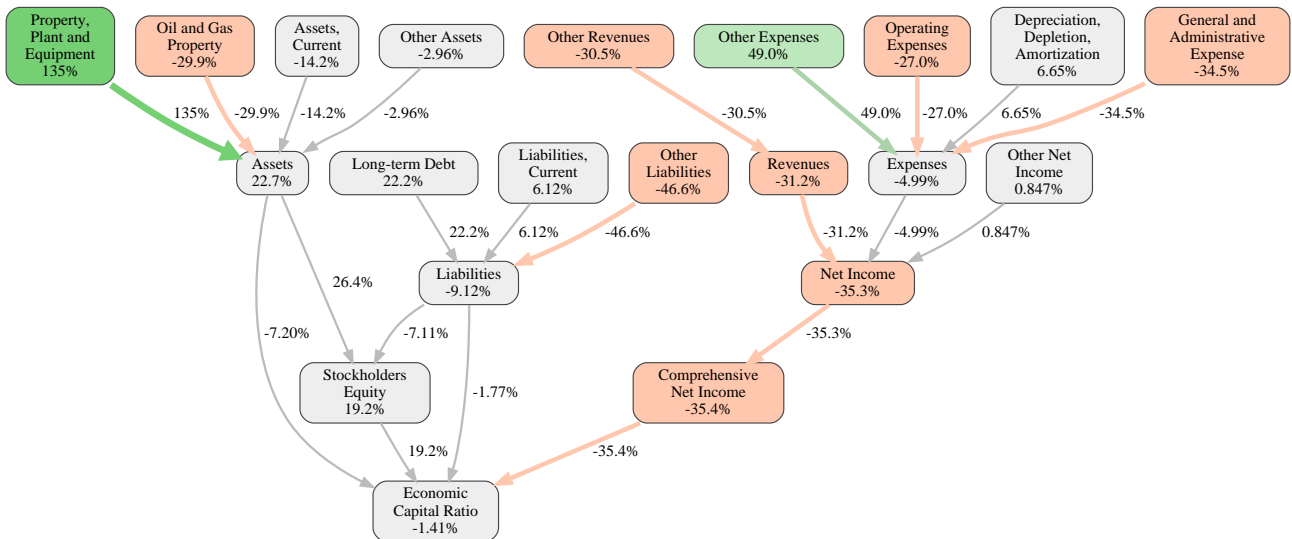 Property,
Plant and
Equipment
135%
Oil and Gas
Property
-29.9%
Assets,
Current
-14.2%
Other Assets
-2.96%
Other Revenues
-30.5%
Other Expenses
49.0%
Operating
Expenses
-27.0%
Depreciation,
Depletion,
Amortization
6.65%
General and
Administrative
Expense
-34.5%
135%
-29.9%
-14.2%
-2.96%
-30.5%
49.0%
-27.0%
6.65%
-34.5%
Assets
22.7%
Long-term Debt
22.2%
Liabilities,
Current
6.12%
Other
Liabilities
-46.6%
Revenues
-31.2%
Expenses
-4.99%
Other Net
Income
0.847%
22.2%
6.12%
-46.6%
-31.2%
-4.99%
0.847%
Liabilities
-9.12%
Net Income
-35.3%
26.4%
-7.20%
-7.11%
-35.3%
Stockholders
Equity
19.2%
-1.77%
Comprehensive
Net Income
-35.4%
19.2%
-35.4%
Economic
Capital Ratio
-1.41%